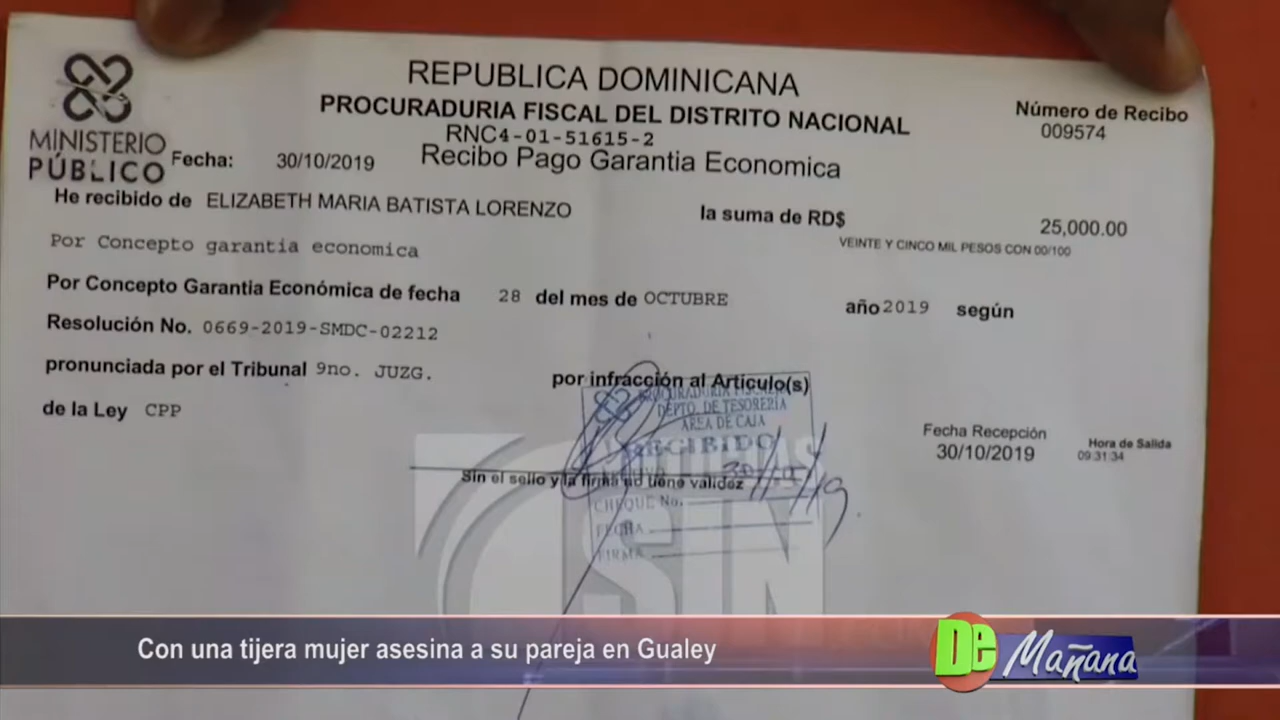 REPUBLICA DOMINICANA
PROCURADURIA FISCAL DEL DISTRITO NACIONAL
Número de Recibo
009574
RNC4-01-51615-2
MINISTERIO
PÚBLICO
Fecha: 30/10/2019
Recibo Pago Garantia Economica
He recibido de ELIZABETH MARIA BATISTA LORENZO la suma de RD$ 25,000.00
VEINTE Y CINCO MIL PESOS CON 00/100
Por Concepto garantia economica
Por Concepto Garantia Económica de fecha 28 del mes de OCTUBRE año 2019 según
Resolución No. 0669-2019-SMDC-02212
pronunciada por el Tribunal 9no. JUZG. por infracción al Artículo(s)
de la Ley CPP
PROCURADURIA FISCAL
DEPTO. DE TESORERÍA
AREA DE CAJA
RECIBIDO
Fecha Recepción
30/10/2019
Hora de Salida
09:31:34
Sin el sello y la firma no tiene validez
CHEQUE No.
FECHA
FIRMA
SIN
Con una tijera mujer asesina a su pareja en Gualey
De Mañana